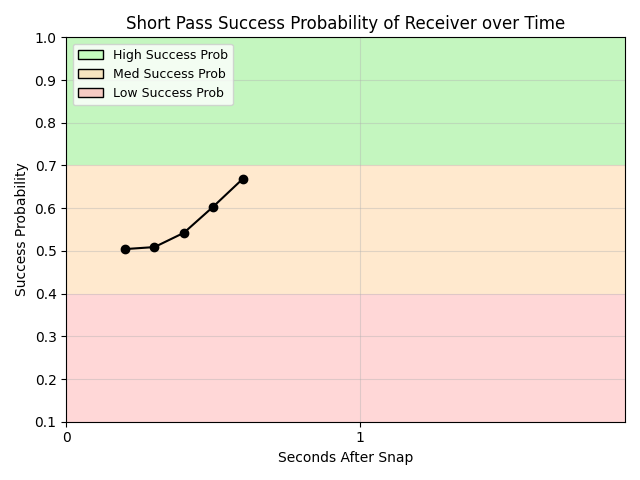 Short Pass Success Probability of Receiver over Time
1.0
0.9
0.8
0.7
0.6
0.5
0.4
0.3
0.2
0.1
Success Probability
High Success Prob
Med Success Prob
Low Success Prob
0 1
Seconds After Snap